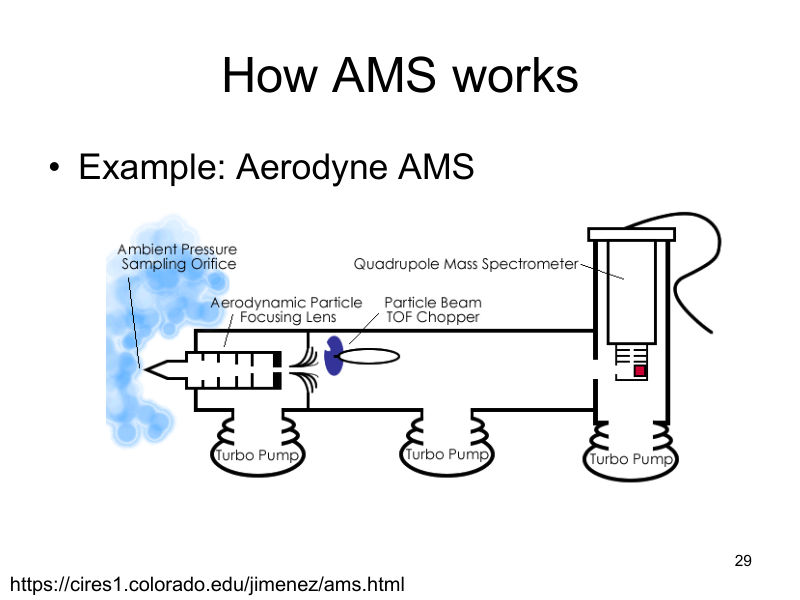 How AMS works
• Example: Aerodyne AMS
Ambient Pressure
Sampling Orifice
Quadrupole Mass Spectrometer
Aerodynamic Particle
Focusing Lens
Particle Beam
TOF Chopper
Turbo Pump
Turbo Pump
Turbo Pump
29
https://cires1.colorado.edu/jimenez/ams.html